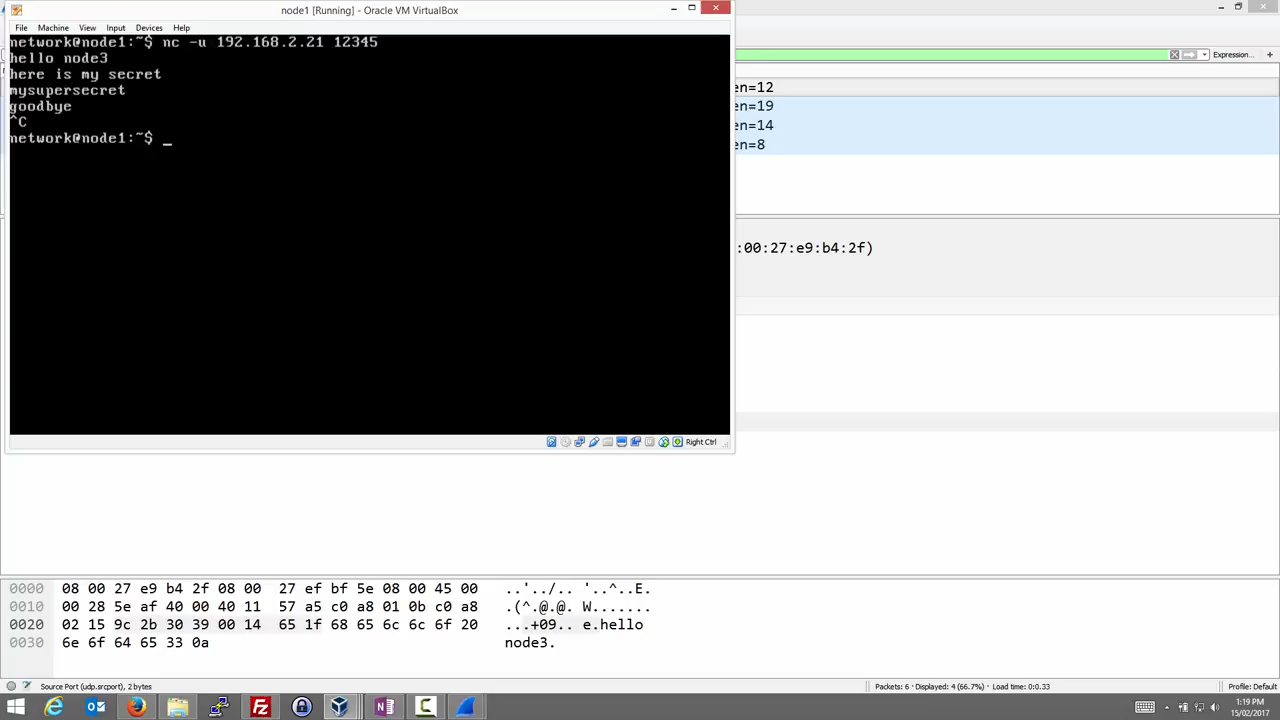 node1 [Running] - Oracle VM VirtualBox
File Machine View Input Devices Help
network@node1:~$ nc -u 192.168.2.21 12345
hello node3
here is my secret
mysupersecret
goodbye
^C
network@node1:~$ _
Right Ctrl
Expression... +
en=12
en=19
en=14
en=8
:00:27:e9:b4:2f)
0000 08 00 27 e9 b4 2f 08 00 27 ef bf 5e 08 00 45 00 ..'../.. '..^..E.
0010 00 28 5e af 40 00 40 11 57 a5 c0 a8 01 0b c0 a8 .(^.@.@. W.......
0020 02 15 9c 2b 30 39 00 14 65 1f 68 65 6c 6c 6f 20 ...+09.. e.hello
0030 6e 6f 64 65 33 0a node3.
Source Port (udp.srcport), 2 bytes
Packets: 6 · Displayed: 4 (66.7%) · Load time: 0:0.33
Profile: Default
1:19 PM
15/02/2017